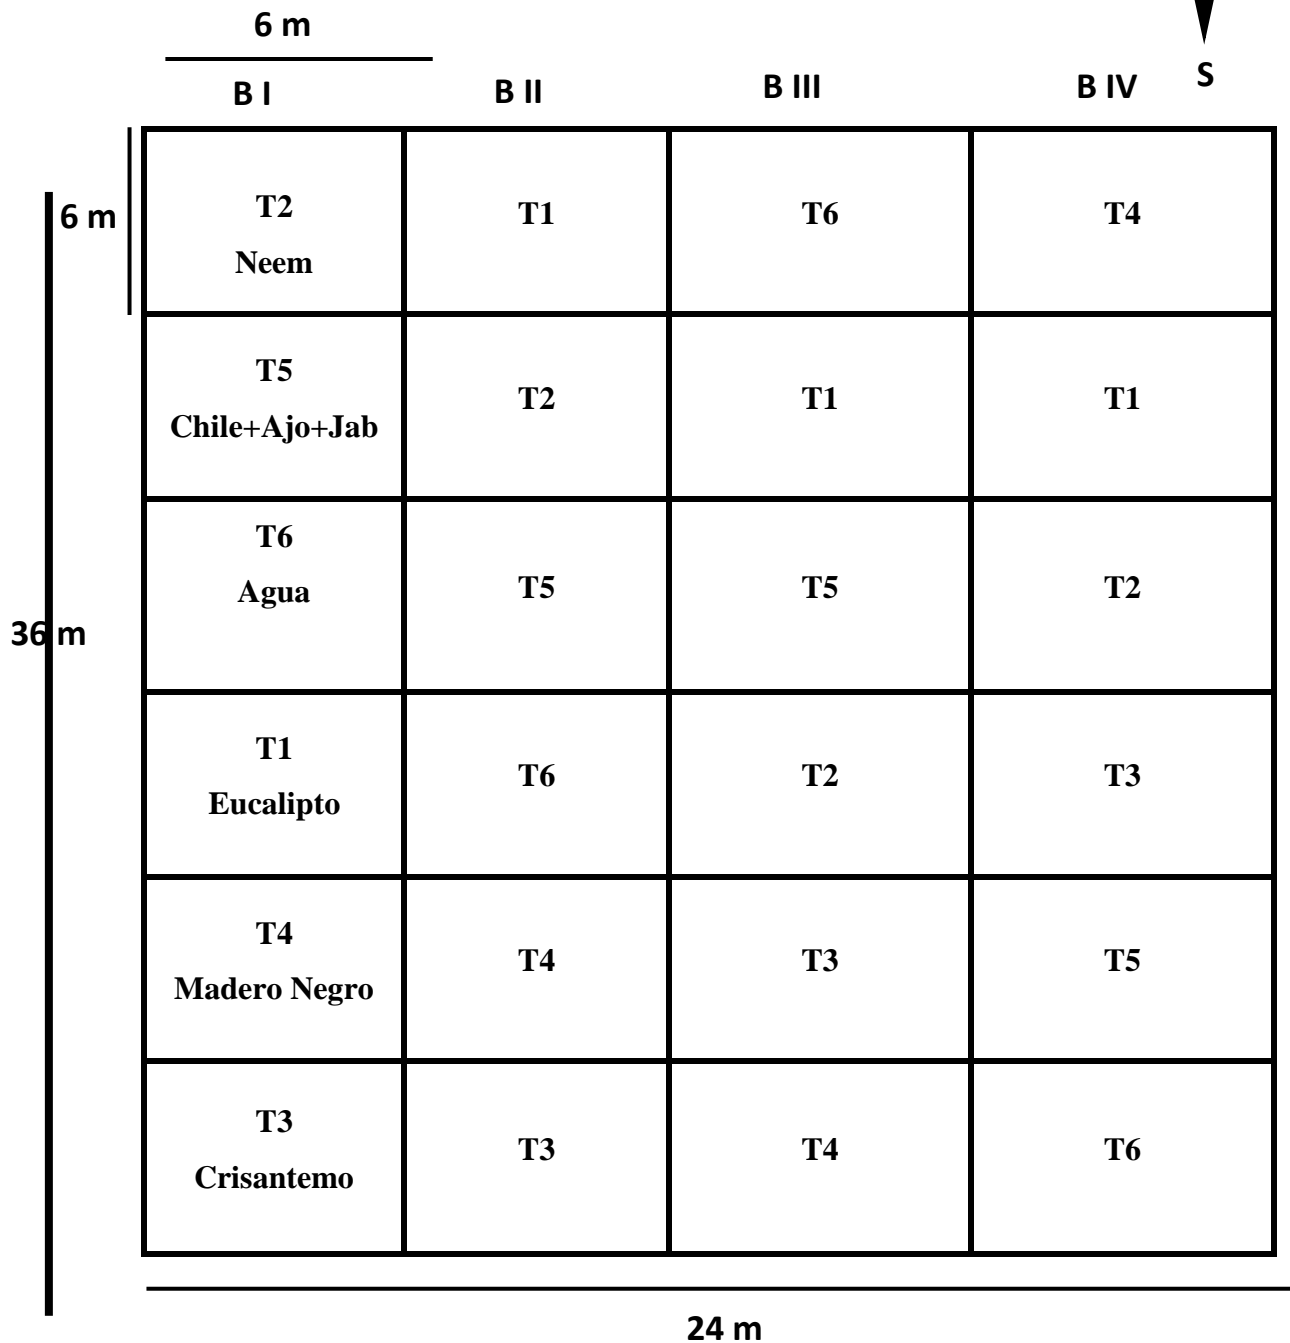 6 m
S
B I
B II
B III
B IV
6 m
T2
Neem
T1
T6
T4
T5
Chile+Ajo+Jab
T2
T1
T1
T6
Agua
T5
T5
T2
36 m
T1
Eucalipto
T6
T2
T3
T4
Madero Negro
T4
T3
T5
T3
Crisantemo
T3
T4
T6
24 m